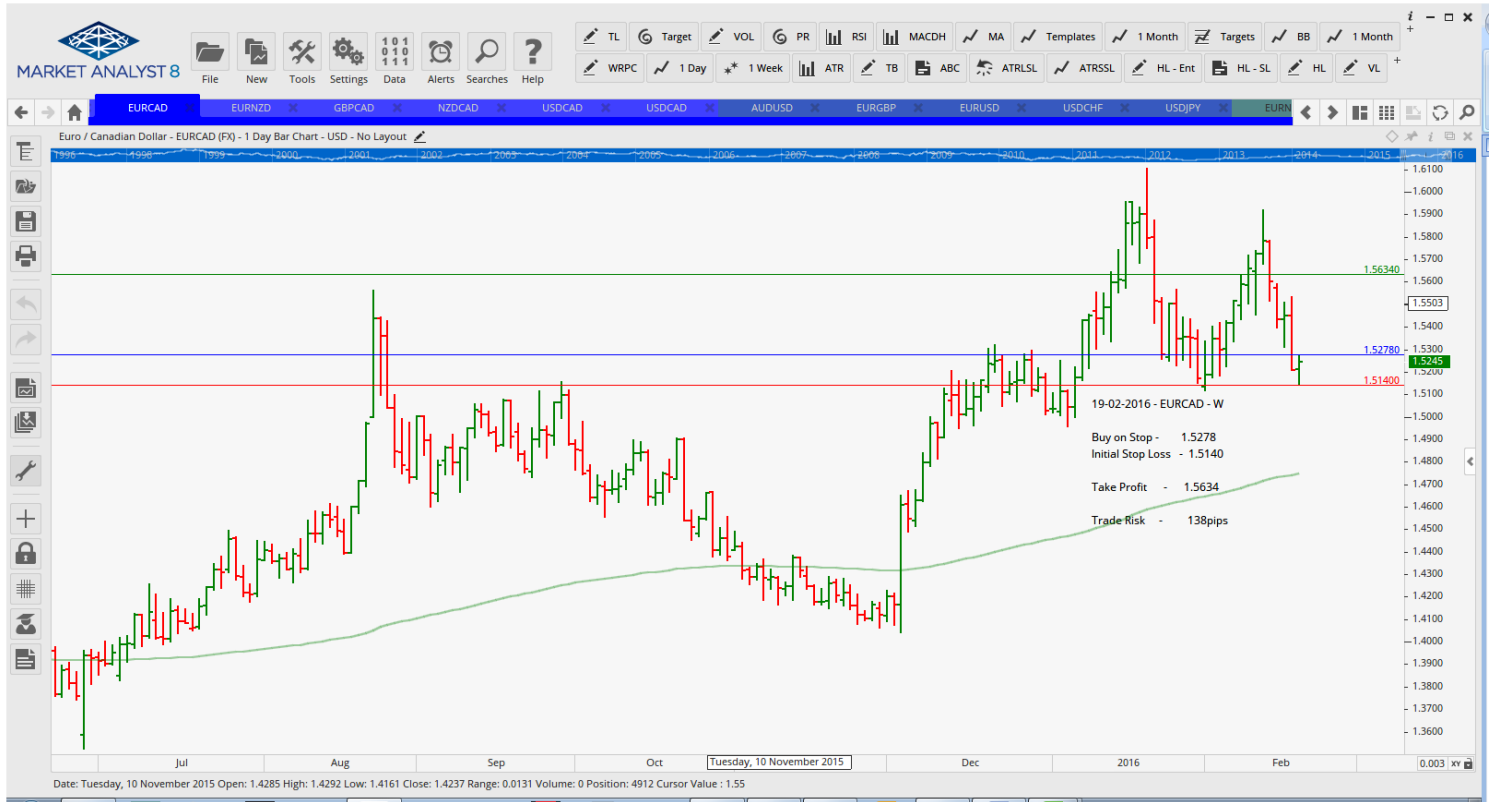 TL Target VOL PR RSI MACDH MA Templates 1 Month Targets BB 1 Month
MARKET ANALYST 8
File New Tools Settings Data Alerts Searches Help
WRPC 1 Day 1 Week ATR TB ABC ATRLSL ATRSSL HL - Ent HL - SL HL VL
EURCAD EURNZD GBPCAD NZDCAD USDCAD USDCAD AUDUSD EURGBP EURUSD USDCHF USDJPY EURN
Euro / Canadian Dollar - EURCAD (FX) - 1 Day Bar Chart - USD - No Layout
1996 1998 1999 2000 2001 2002 2003 2004 2005 2006 2007 2008 2009 2010 2011 2012 2013 2014 2015 2016
1.6100
1.6000
1.5900
1.5800
1.5700
1.56340
1.5600
1.5503
1.5400
1.5300
1.52780
1.5245
1.5200
1.51400
1.5100
19-02-2016 - EURCAD - W
1.5000
Buy on Stop - 1.5278
1.4900
Initial Stop Loss - 1.5140
1.4800
Take Profit - 1.5634
1.4700
1.4600
Trade Risk - 138pips
1.4500
1.4400
1.4300
1.4200
1.4100
1.4000
1.3900
1.3800
1.3700
1.3600
Jul Aug Sep Oct Tuesday, 10 November 2015 Dec 2016 Feb
0.003 XY
Date: Tuesday, 10 November 2015 Open: 1.4285 High: 1.4292 Low: 1.4161 Close: 1.4237 Range: 0.0131 Volume: 0 Position: 4912 Cursor Value : 1.55